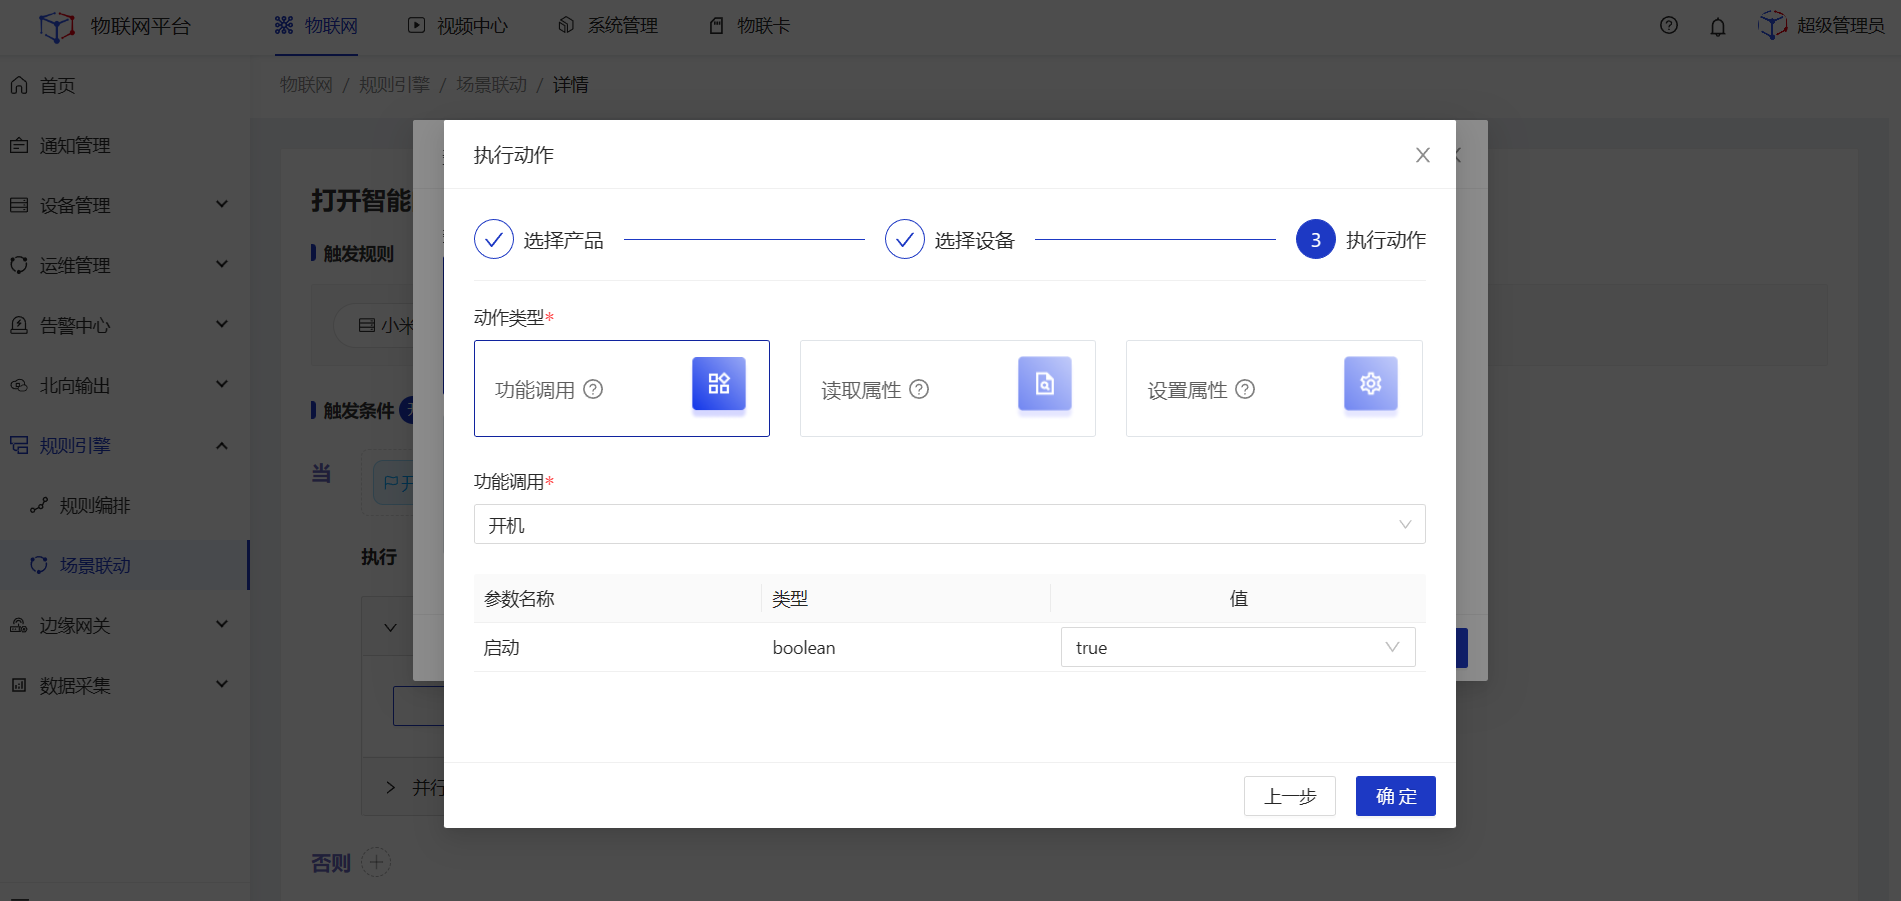 物联网平台
物联网
视频中心
系统管理
物联卡
超级管理员
首页
通知管理
设备管理
运维管理
告警中心
北向输出
规则引擎
规则编排
场景联动
边缘网关
数据采集
物联网 / 规则引擎 / 场景联动 / 详情
打开智能
触发规则
小米
触发条件
当
开
执行
并行
否则
执行动作
选择产品
选择设备
3 执行动作
动作类型*
功能调用
读取属性
设置属性
功能调用*
开机
参数名称 类型 值
启动 boolean true
上一步
确 定